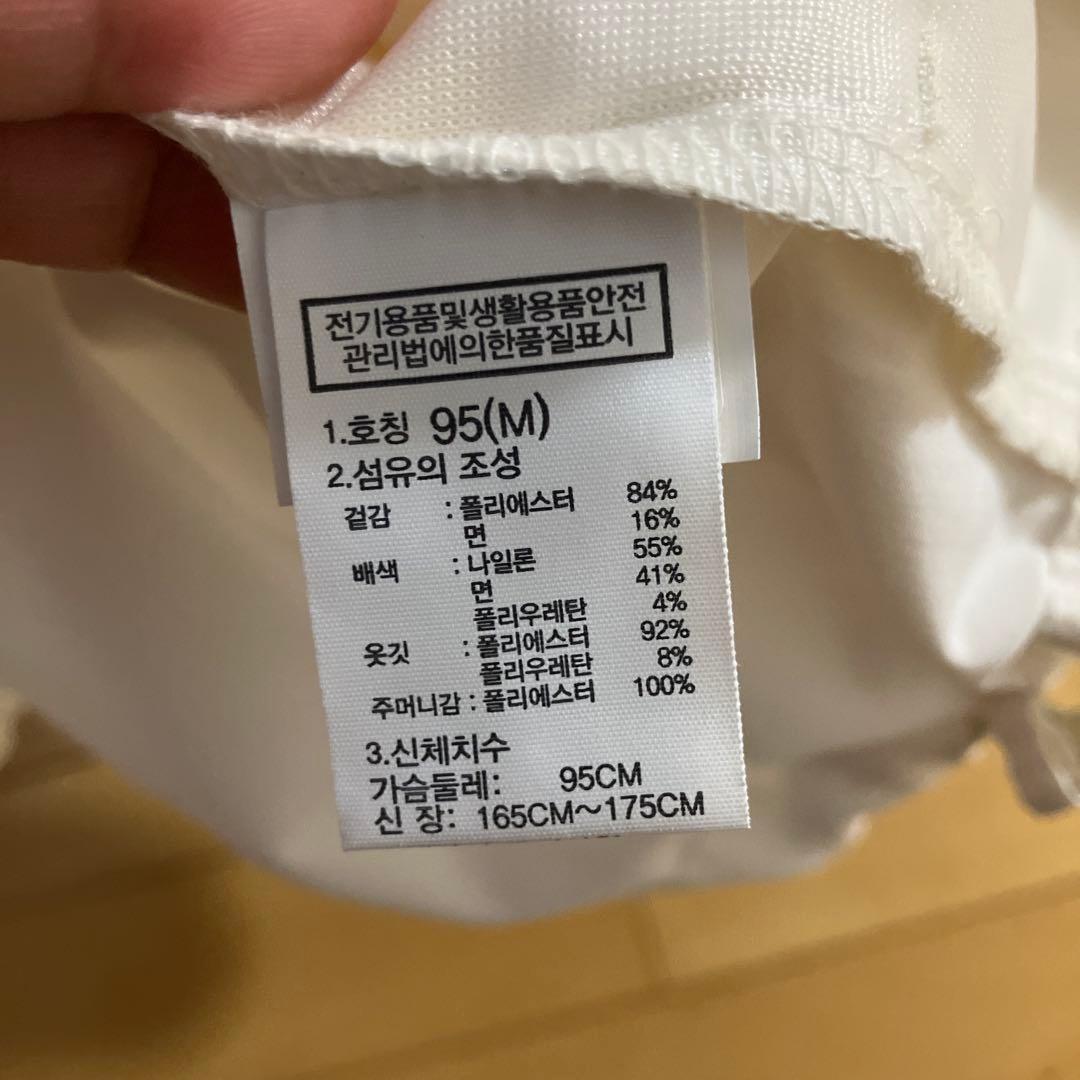 전기용품및생활용품안전
관리법에의한품질표시
1.호칭 95(M)
2.섬유의 조성
겉감 : 폴리에스터 84%
면 16%
배색 : 나일론 55%
면 41%
폴리우레탄 4%
옷깃 : 폴리에스터 92%
폴리우레탄 8%
주머니감 : 폴리에스터 100%
3.신체치수
가슴둘레: 95CM
신 장: 165CM~175CM